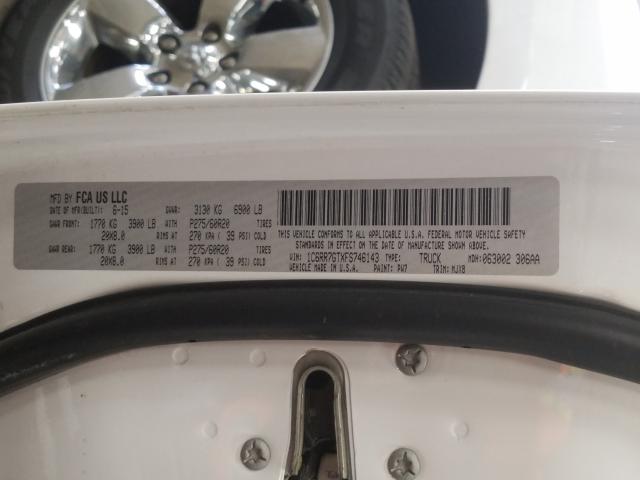 MFD BY FCA US LLC
DATE OF MFR(BUILT): 6-15 GVWR: 3130 KG 6900 LB
GAWR FRONT: 1770 KG 3900 LB WITH P275/60R20 TIRES
20X8.0 RIMS AT 270 KPA ( 39 PSI) COLD
GAWR REAR: 1770 KG 3900 LB WITH P275/60R20 TIRES
20X8.0 RIMS AT 270 KPA ( 39 PSI) COLD
THIS VEHICLE CONFORMS TO ALL APPLICABLE U.S.A. FEDERAL MOTOR VEHICLE SAFETY
STANDARDS IN EFFECT ON THE DATE OF MANUFACTURE SHOWN ABOVE.
VIN: 1C6RR7GTXFS746143 TYPE: TRUCK MDH: 063002 306AA
VEHICLE MADE IN U.S.A. PAINT: PW7 TRIM: MJX8